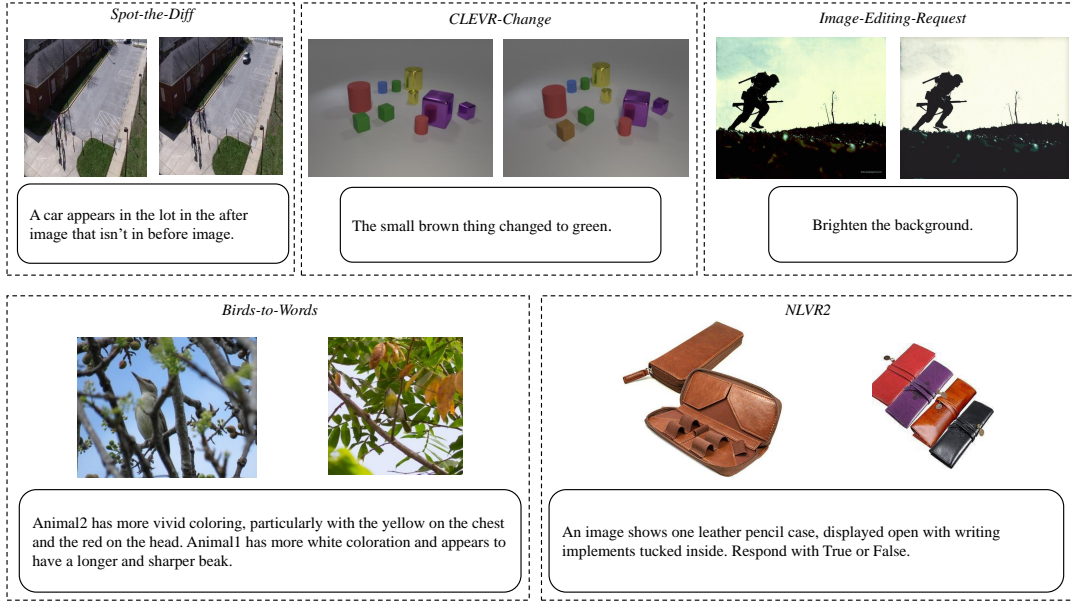 Spot-the-Diff
CLEVR-Change
Image-Editing-Request
A car appears in the lot in the after
image that isn't in before image.
The small brown thing changed to green.
Brighten the background.
Birds-to-Words
NLVR2
Animal2 has more vivid coloring, particularly with the yellow on the chest
and the red on the head. Animal1 has more white coloration and appears to
have a longer and sharper beak.
An image shows one leather pencil case, displayed open with writing
implements tucked inside. Respond with True or False.